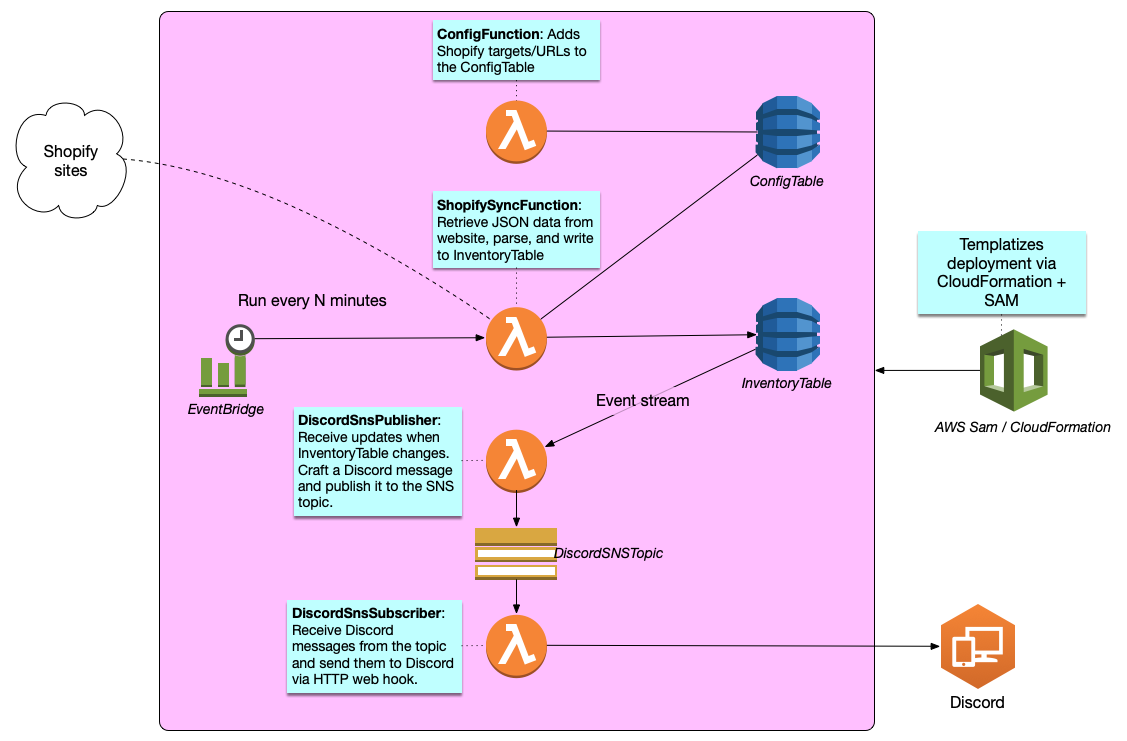 ConfigFunction: Adds
Shopify targets/URLs to
the ConfigTable
Shopify
sites
ConfigTable
ShopifySyncFunction:
Retrieve JSON data from
website, parse, and write
to InventoryTable
Templatizes
deployment via
CloudFormation +
SAM
Run every N minutes
EventBridge
InventoryTable
Event stream
AWS Sam / CloudFormation
DiscordSnsPublisher:
Receive updates when
InventoryTable changes.
Craft a Discord message
and publish it to the SNS
topic.
DiscordSNSTopic
DiscordSnsSubscriber:
Receive Discord
messages from the topic
and send them to Discord
via HTTP web hook.
Discord